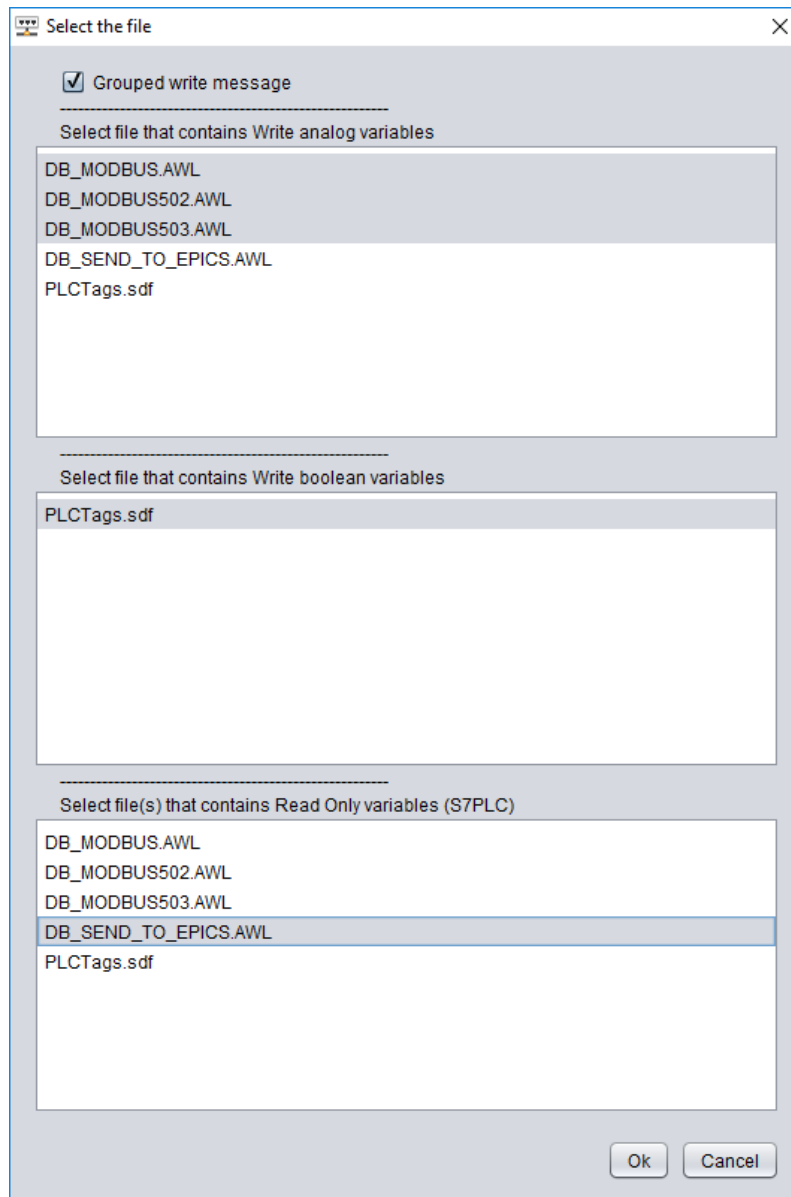 Select the file
Grouped write message
-------------------------------------------------------
Select file that contains Write analog variables
DB_MODBUS.AWL
DB_MODBUS502.AWL
DB_MODBUS503.AWL
DB_SEND_TO_EPICS.AWL
PLCTags.sdf
-------------------------------------------------------
Select file that contains Write boolean variables
PLCTags.sdf
-------------------------------------------------------
Select file(s) that contains Read Only variables (S7PLC)
DB_MODBUS.AWL
DB_MODBUS502.AWL
DB_MODBUS503.AWL
DB_SEND_TO_EPICS.AWL
PLCTags.sdf
Ok Cancel